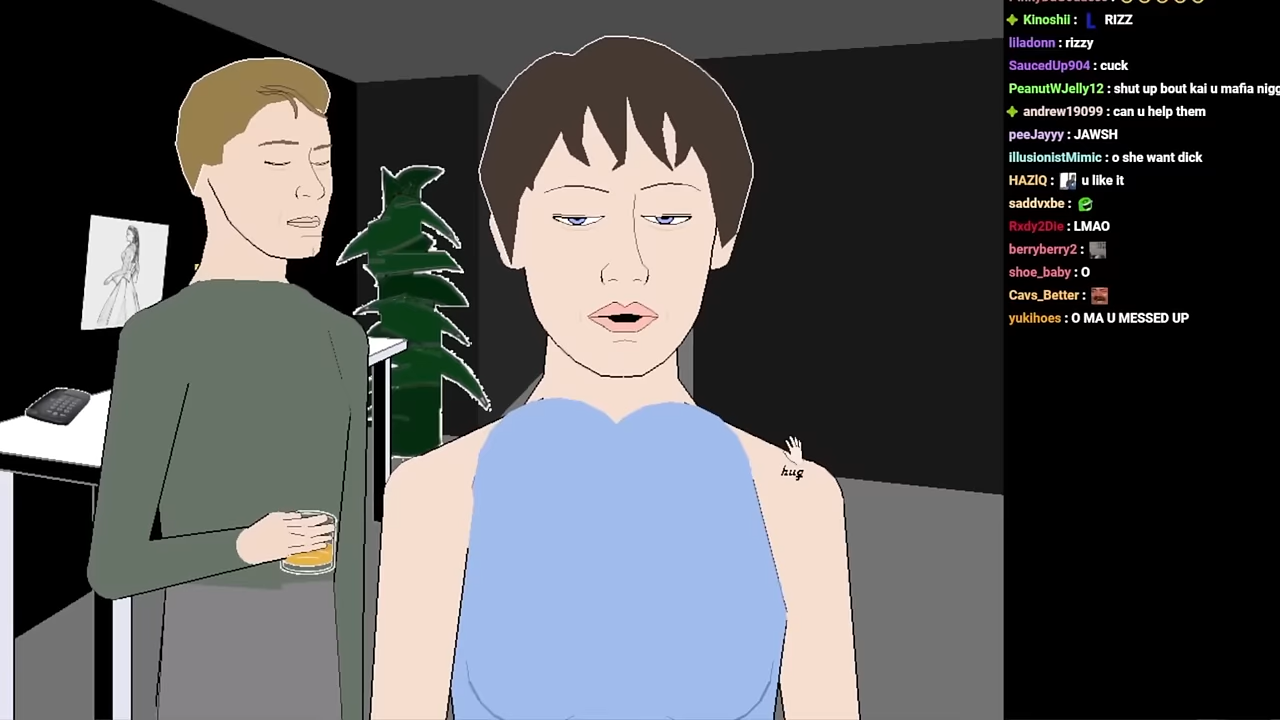 Kinoshii : L RIZZ
liladonn : rizzy
SaucedUp904 : cuck
PeanutWJelly12 : shut up bout kai u mafia nigg
andrew19099 : can u help them
peeJayyy : JAWSH
illusionistMimic : o she want dick
HAZlQ : u like it
saddvxbe :
Rxdy2Die : LMAO
berryberry2 :
shoe_baby : O
Cavs_Better :
yukihoes : O MA U MESSED UP
hug